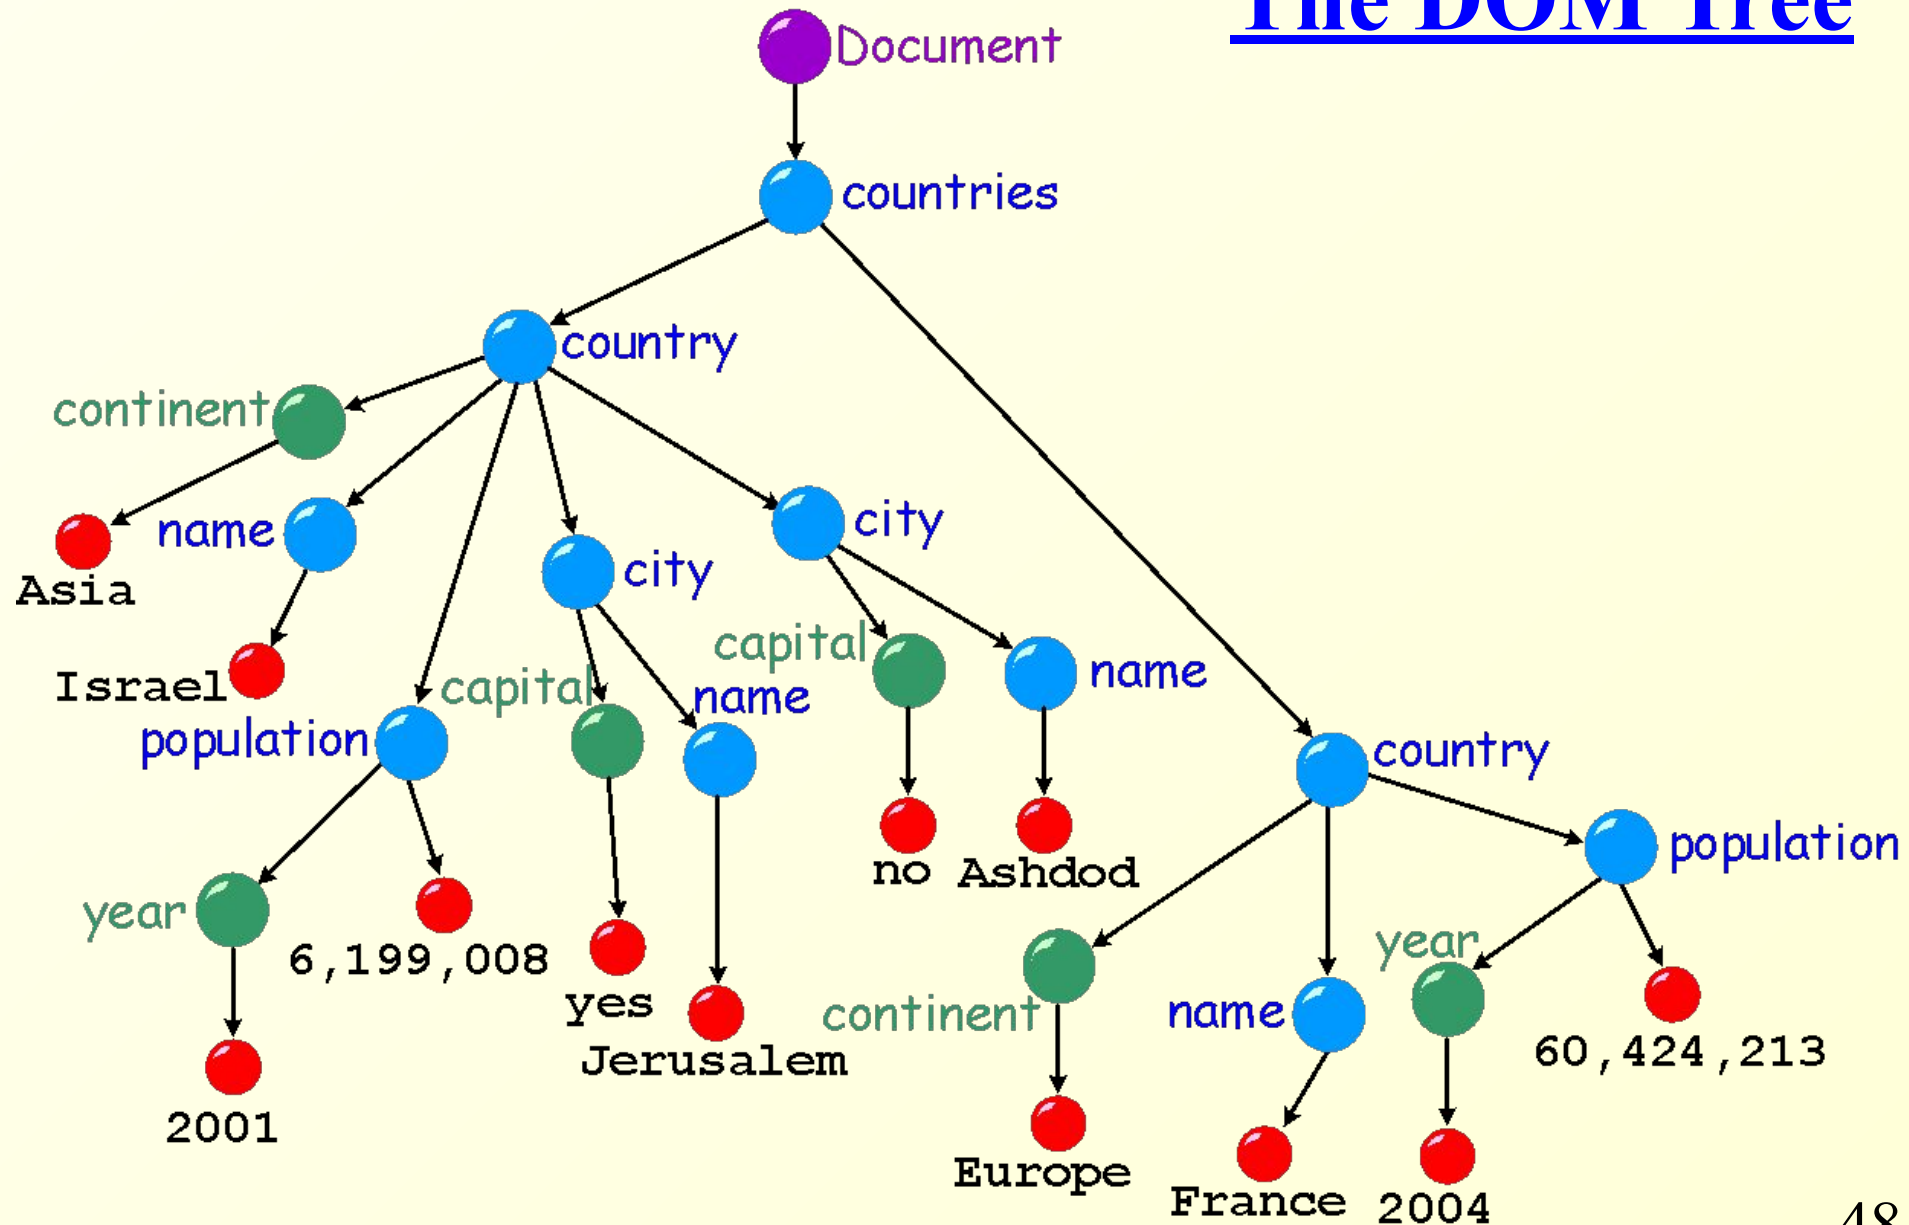 The DOM Tree
Document
countries
country
continent
Asia
name
Israel
population
year
2001
6,199,008
city
capital
yes
name
Jerusalem
city
capital
no
name
Ashdod
country
continent
Europe
name
France
population
year
2004
60,424,213
48